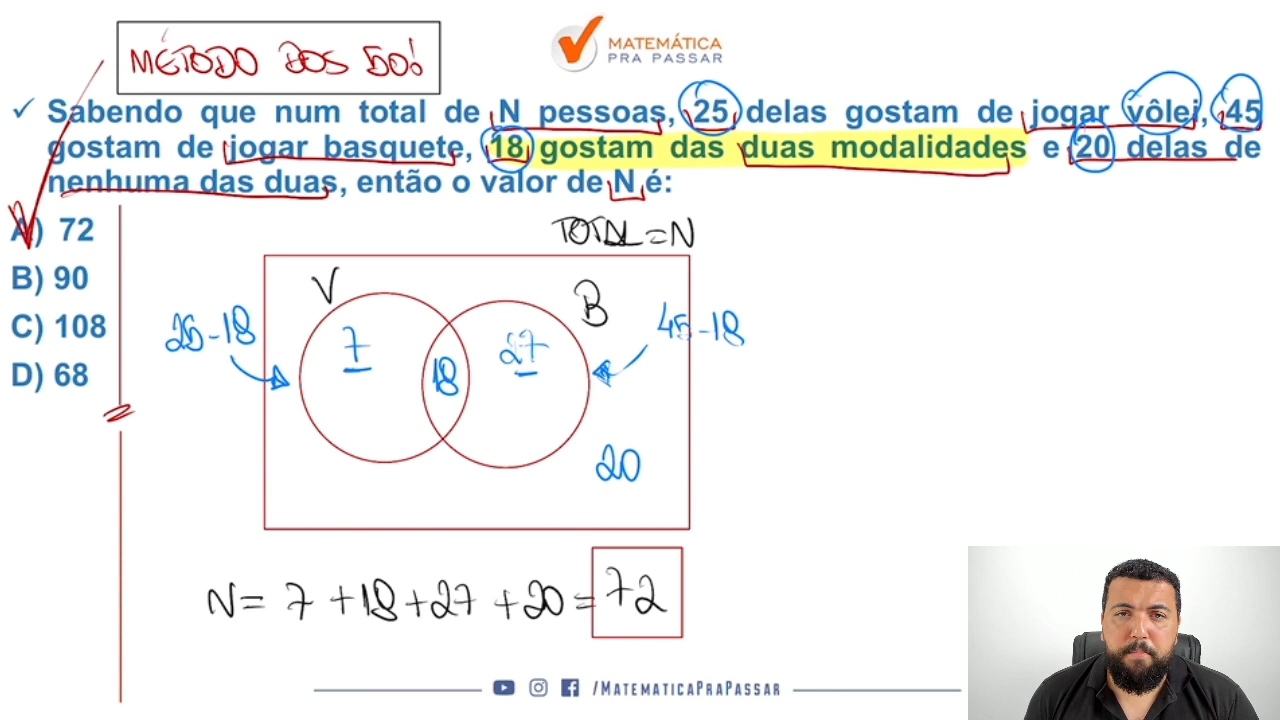 MÉTODO DOS 50!
MATEMÁTICA
PRA PASSAR
✓ Sabendo que num total de N pessoas, 25 delas gostam de jogar vôlei, 45
gostam de jogar basquete, 18 gostam das duas modalidades e 20 delas de
nenhuma das duas, então o valor de N é:
A) 72
B) 90
C) 108
D) 68
TOTAL = N
V
B
25-18
7
18
27
45-18
20
N= 7 +18+27 +20= 72
/MATEMATICAPRAPASSAR